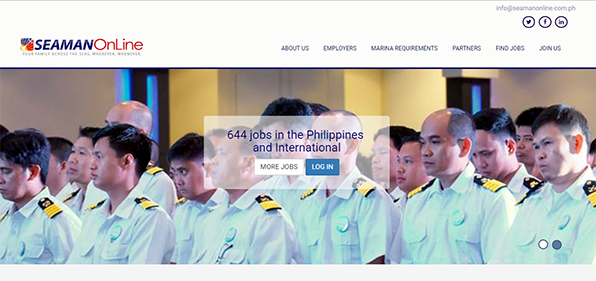 info@seamanonline.com.ph
SEAMANOnLine
YOUR FAMILY ACROSS THE SEAS, WHEREVER, WHENEVER.
ABOUT US EMPLOYERS MARINA REQUIREMENTS PARTNERS FIND JOBS JOIN US
644 jobs in the Philippines
and International
MORE JOBS LOG IN